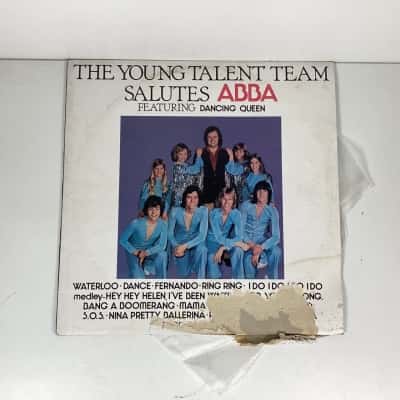 THE YOUNG TALENT TEAM
SALUTES ABBA
FEATURING DANCING QUEEN
WATERLOO · DANCE · FERNANDO · RING RING · I DO I DO I DO
medley-HEY HEY HELEN, I'VE BEEN
BANG A BOOMERANG · MAMA
S.O.S. · NINA PRETTY BALLERINA ·